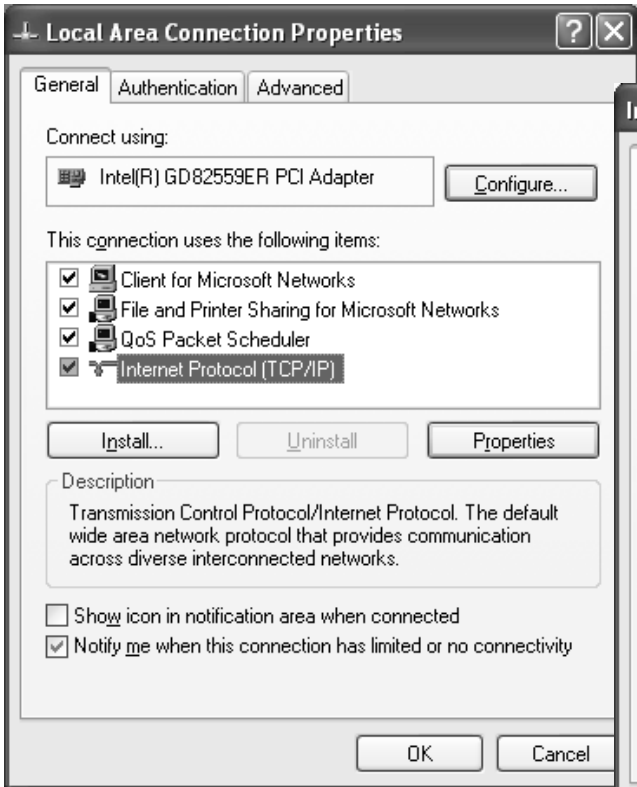 Local Area Connection Properties
General Authentication Advanced
Connect using:
Intel(R) GD82559ER PCI Adapter
Configure...
This connection uses the following items:
Client for Microsoft Networks
File and Printer Sharing for Microsoft Networks
QoS Packet Scheduler
Internet Protocol (TCP/IP)
Install... Uninstall Properties
Description
Transmission Control Protocol/Internet Protocol. The default
wide area network protocol that provides communication
across diverse interconnected networks.
Show icon in notification area when connected
Notify me when this connection has limited or no connectivity
OK Cancel